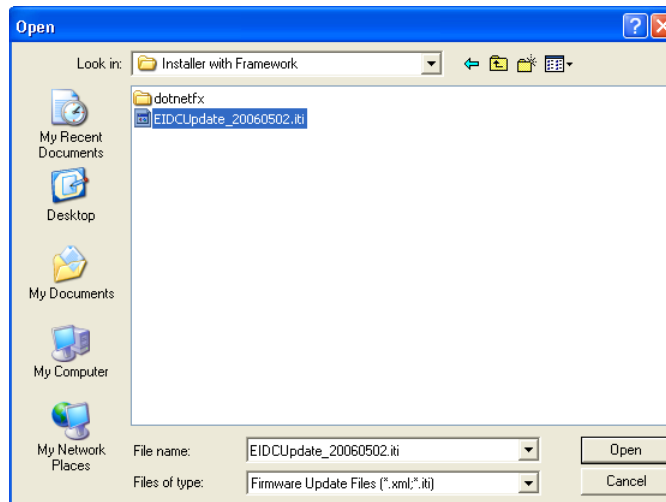 Open
Look in:
Installer with Framework
dotnetfx
EIDCUpdate_20060502.iti
My Recent
Documents
Desktop
My Documents
My Computer
My Network
Places
File name:
EIDCUpdate_20060502.iti
Open
Files of type:
Firmware Update Files (*.xml;*.iti)
Cancel